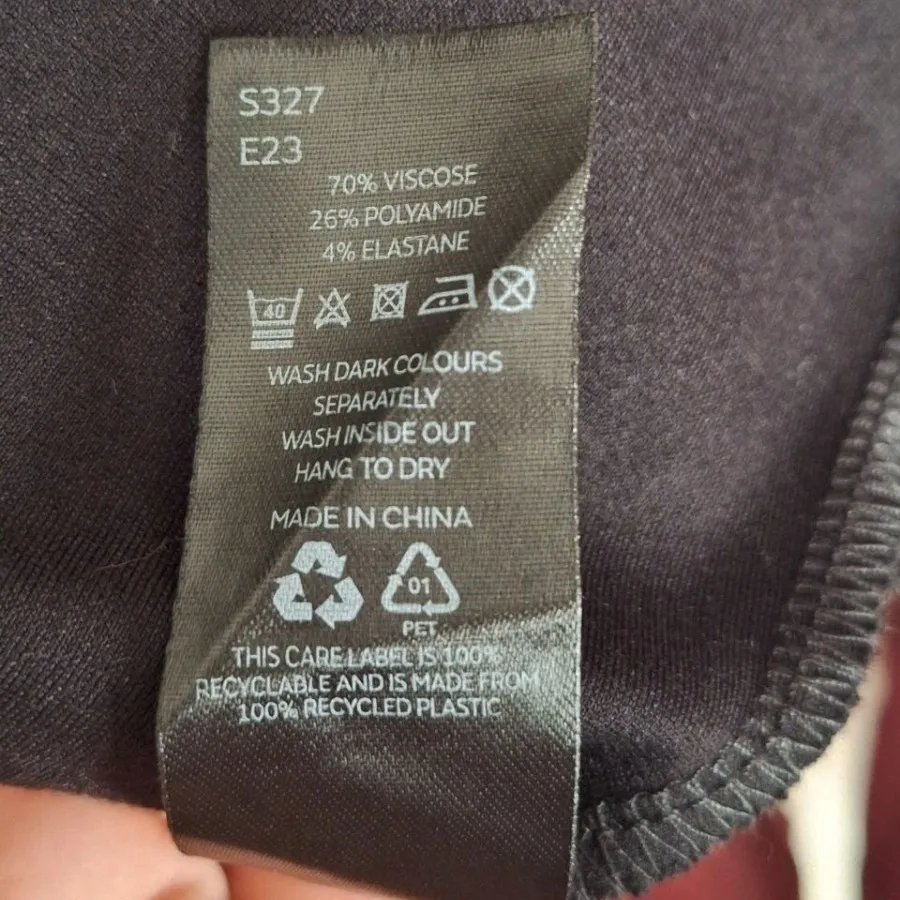 S327
E23
70% VISCOSE
26% POLYAMIDE
4% ELASTANE
40
WASH DARK COLOURS
SEPARATELY
WASH INSIDE OUT
HANG TO DRY
MADE IN CHINA
01
PET
THIS CARE LABEL IS 100%
RECYCLABLE AND IS MADE FROM
100% RECYCLED PLASTIC